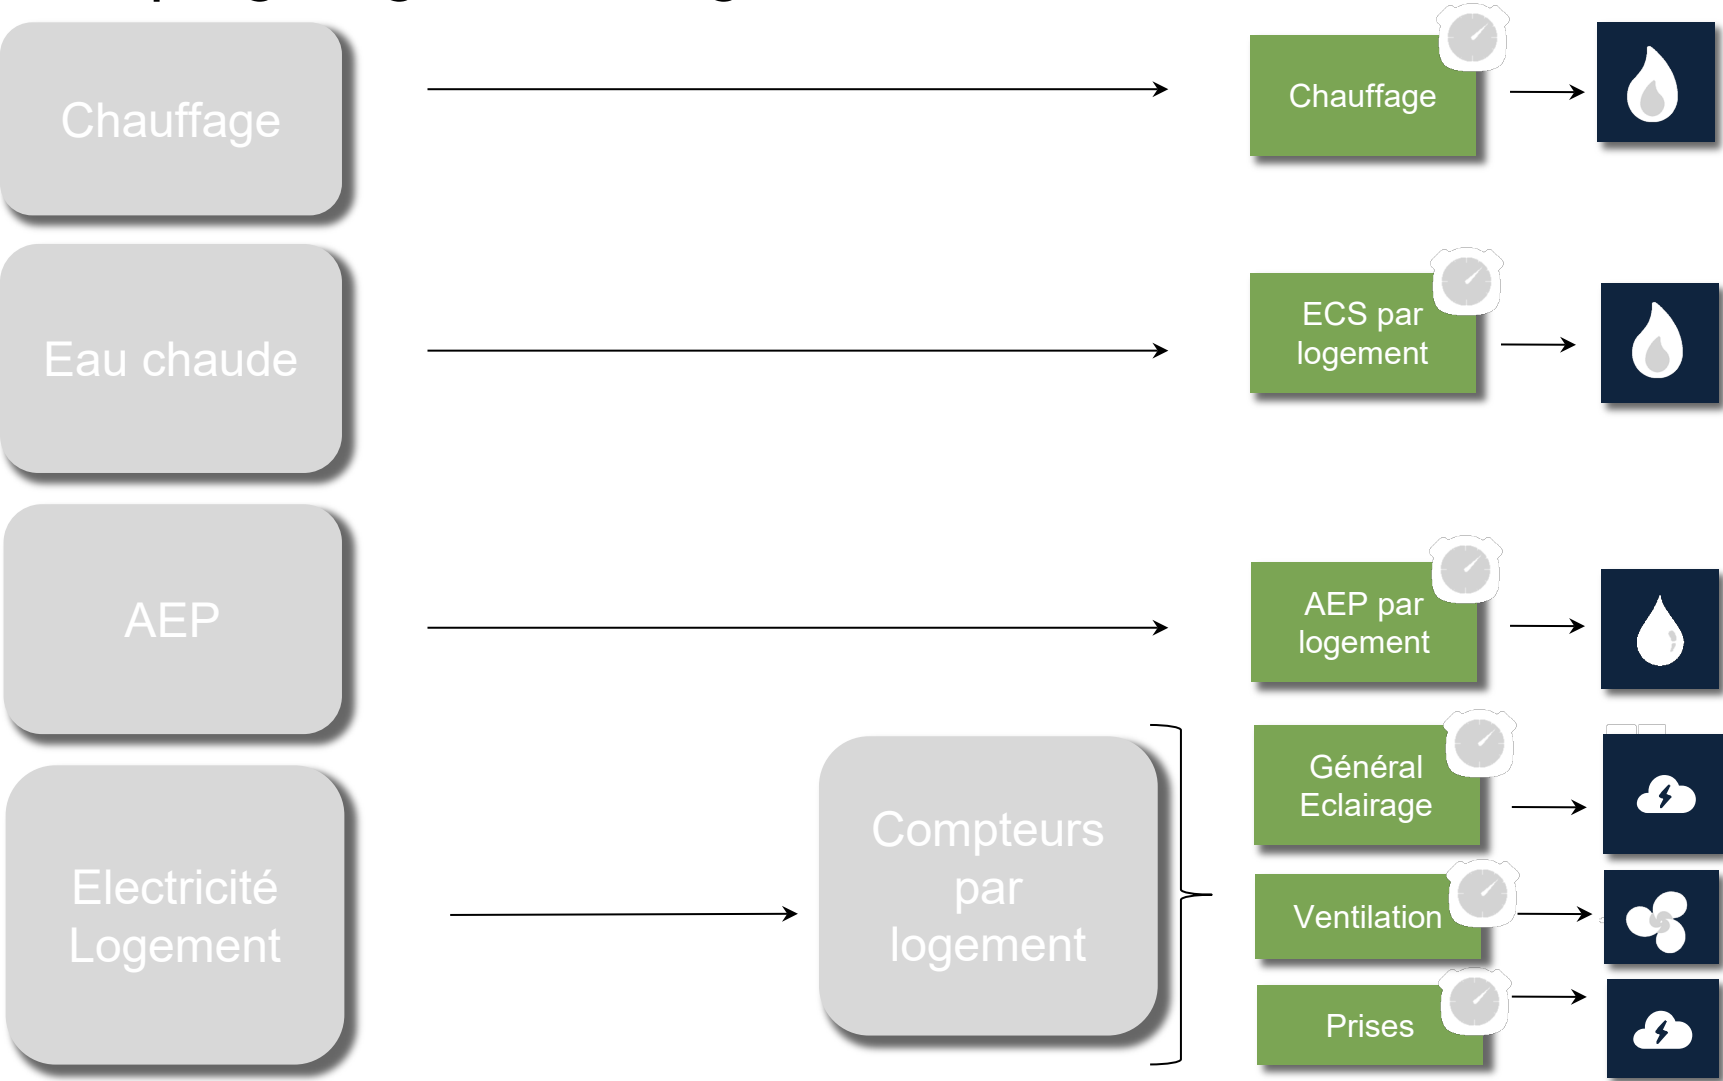 Chauffage
Chauffage
Eau chaude
ECS par
logement
AEP
AEP par
logement
Electricité
Logement
Compteurs
par
logement
Général
Eclairage
Ventilation
Prises